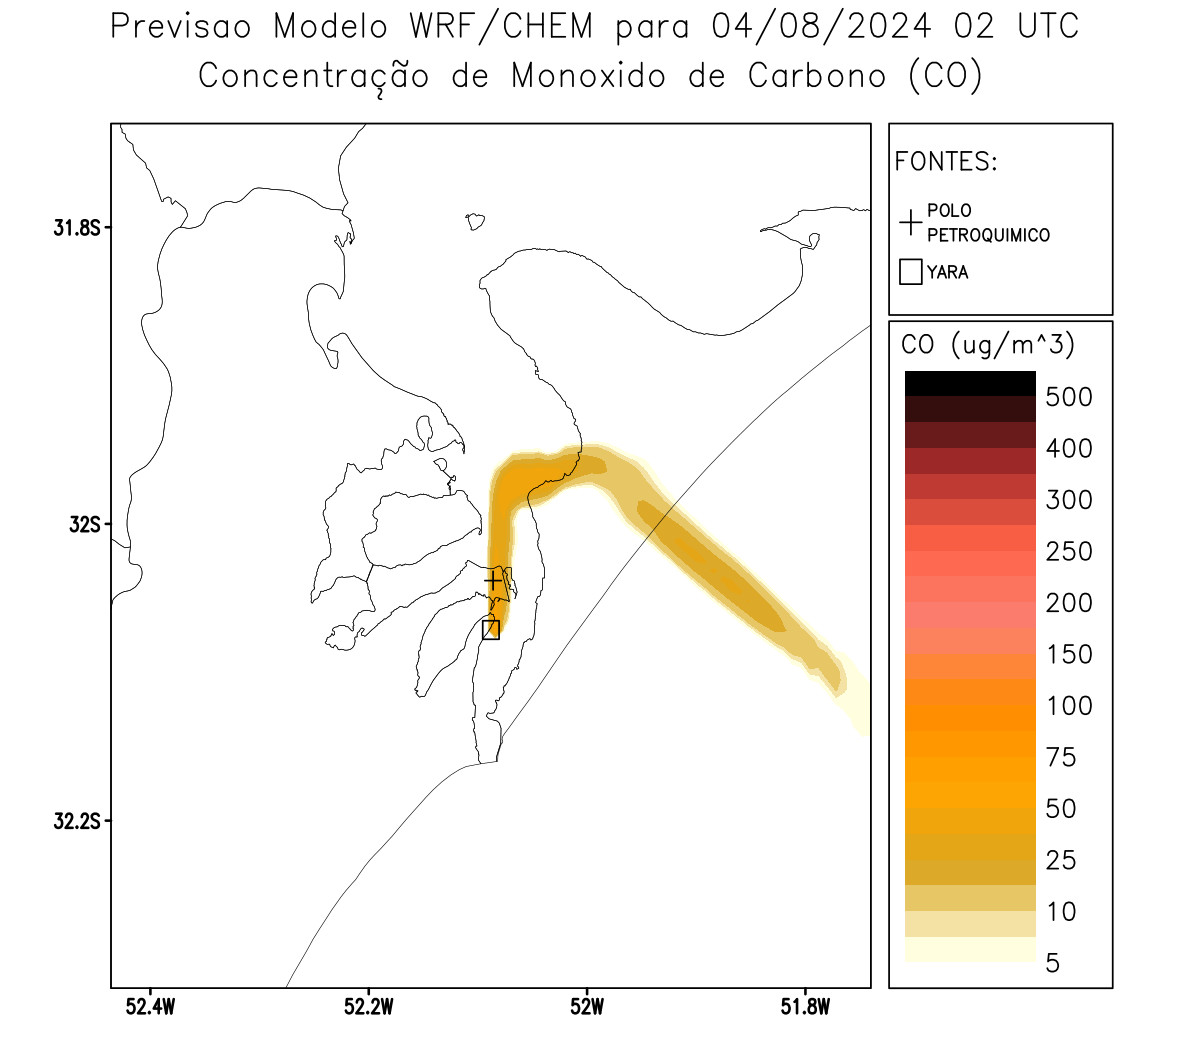 Previsao Modelo WRF/CHEM para 04/08/2024 02 UTC
Concentração de Monoxido de Carbono (CO)
FONTES:
POLO
PETROQUIMICO
YARA
CO (ug/m^3)
500
400
300
250
200
150
100
75
50
25
10
5
31.8S
32S
32.2S
52.4W
52.2W
52W
51.8W